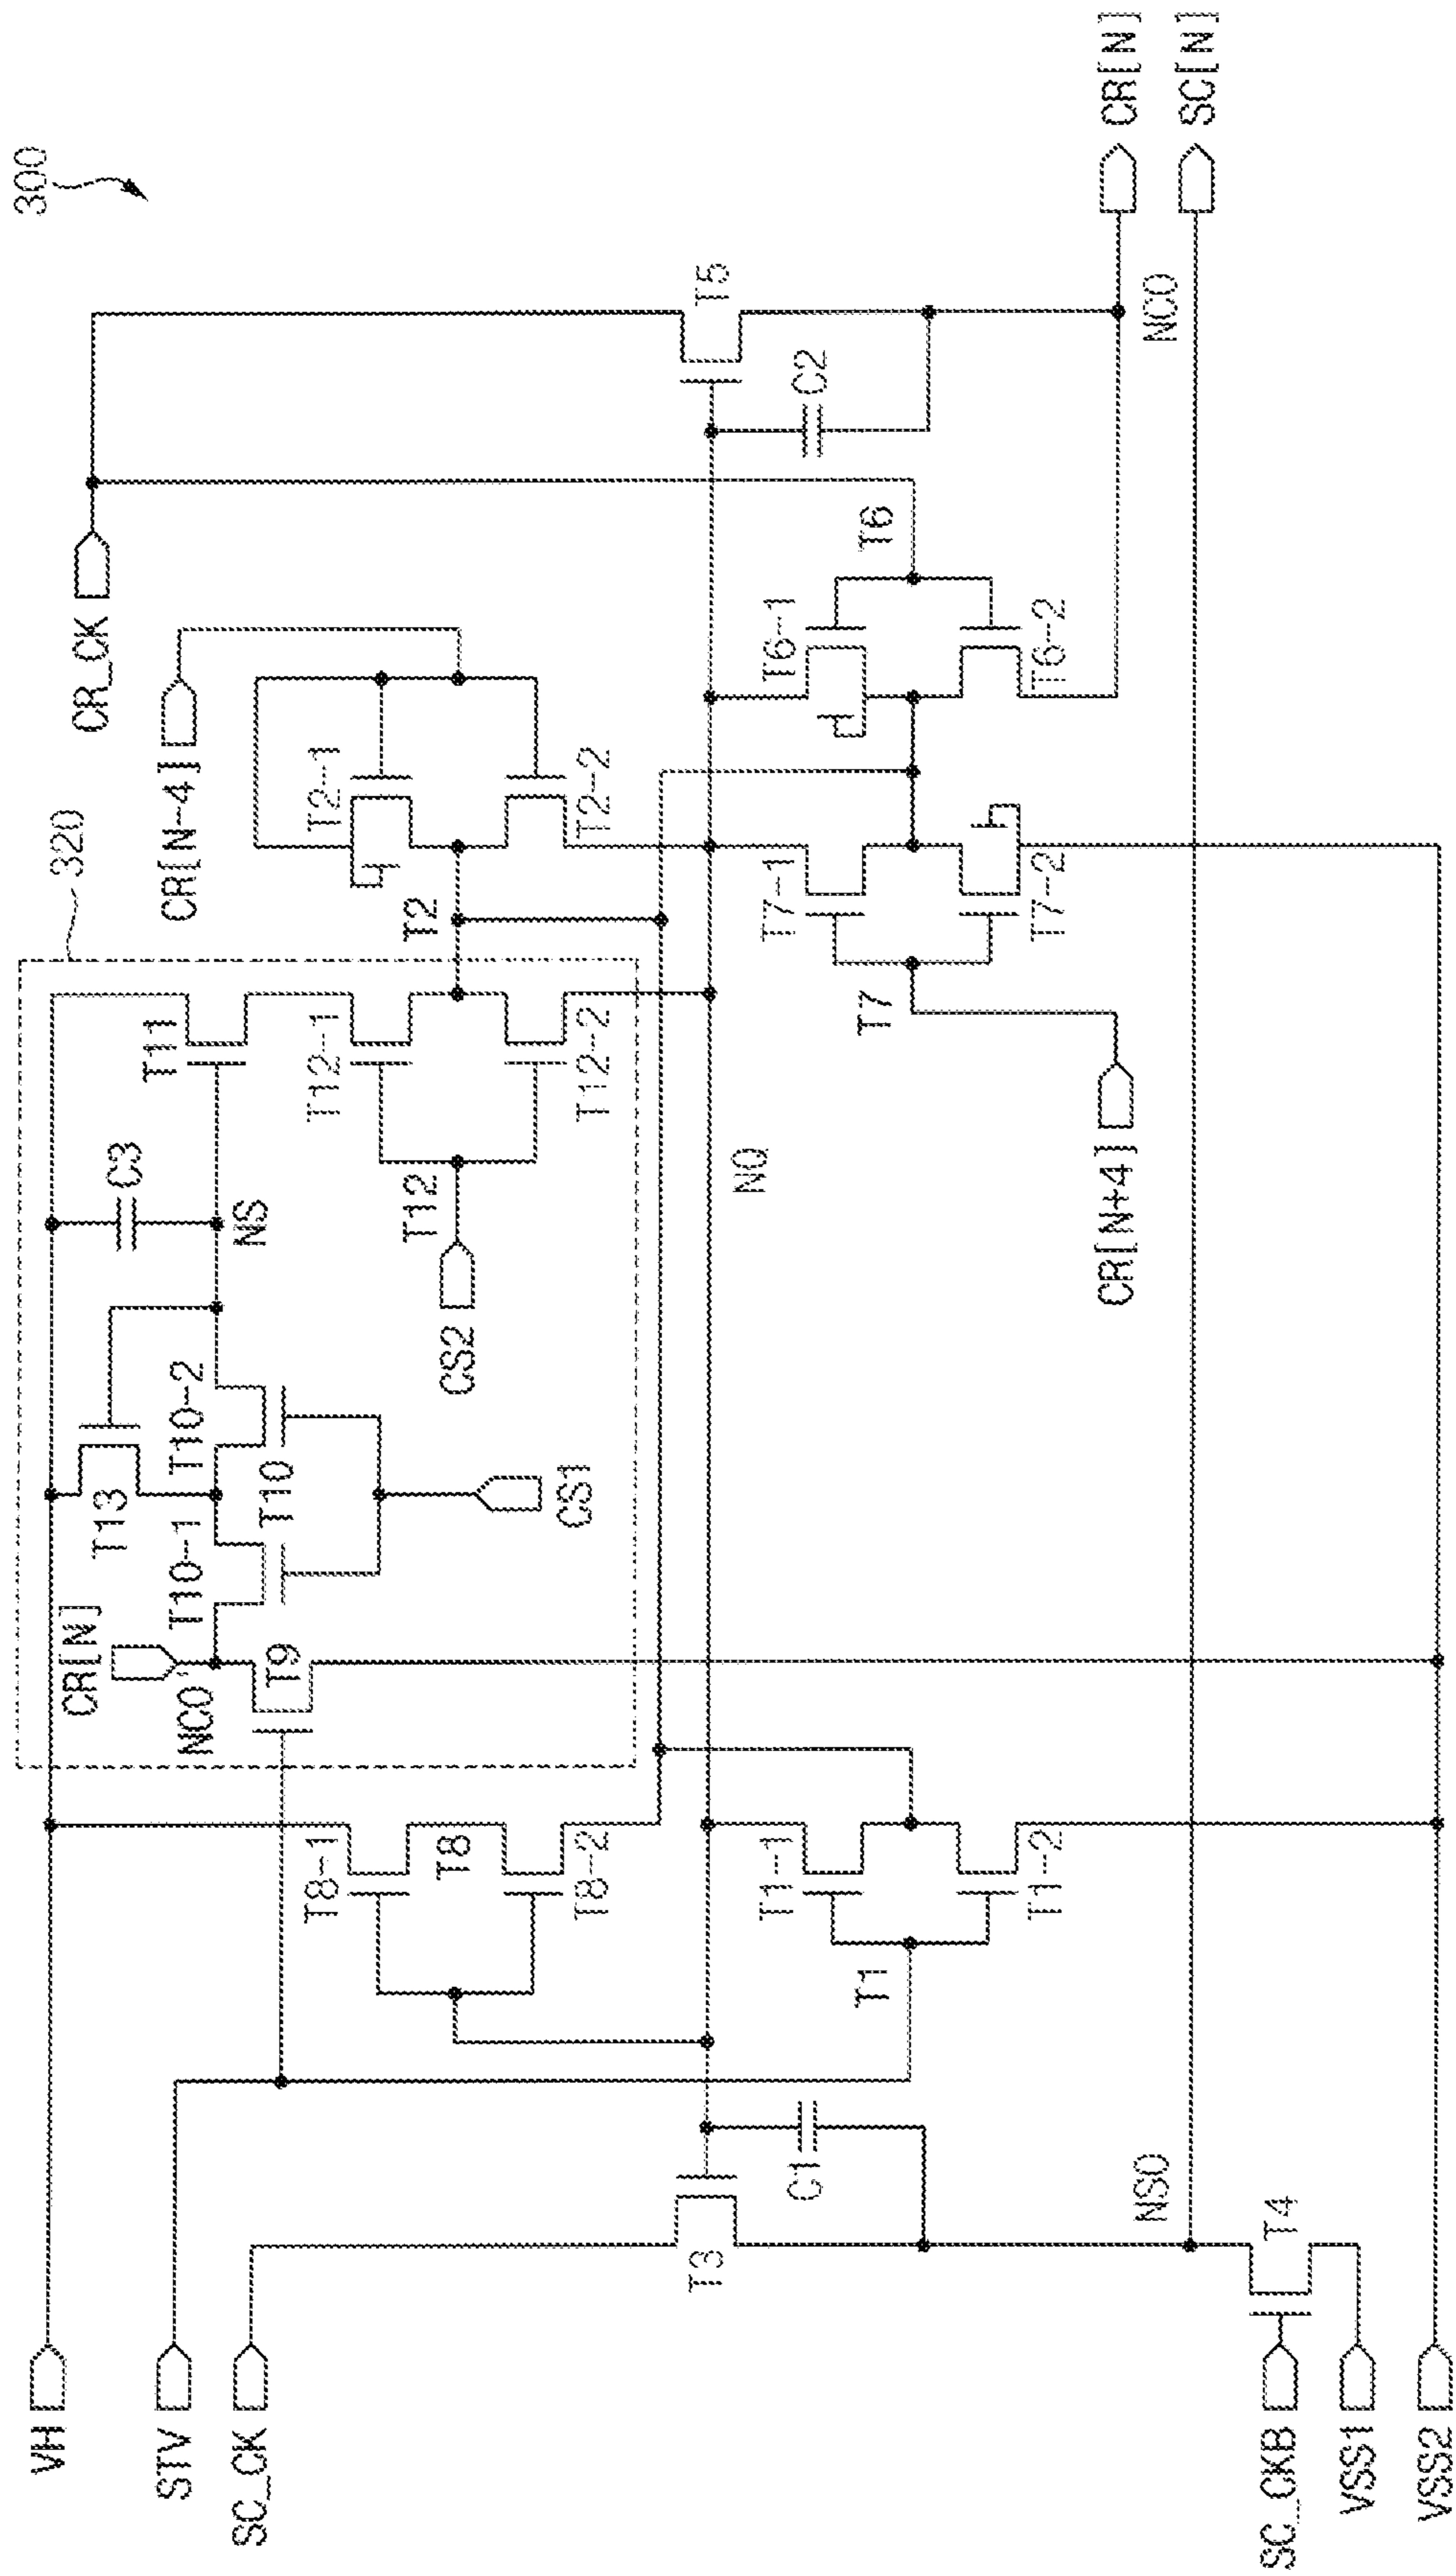 300
320
VH
STV
SC_CK
SC_CKB
VSS1
VSS2
CR[N]
NCO
T9
T10-1
T13
T10
T10-2
CS1
C3
NS
T11
T12-1
T12
T12-2
CS2
CR[N-4]
T2-1
T2
T2-2
CR_CK
T8-1
T8
T8-2
T5
C2
NQ
T6-1
T6
T6-2
T7-1
T7
T7-2
CR[N+4]
T1-1
T1
T1-2
T3
C1
NSO
T4
NCO
CR[N]
SC[N]